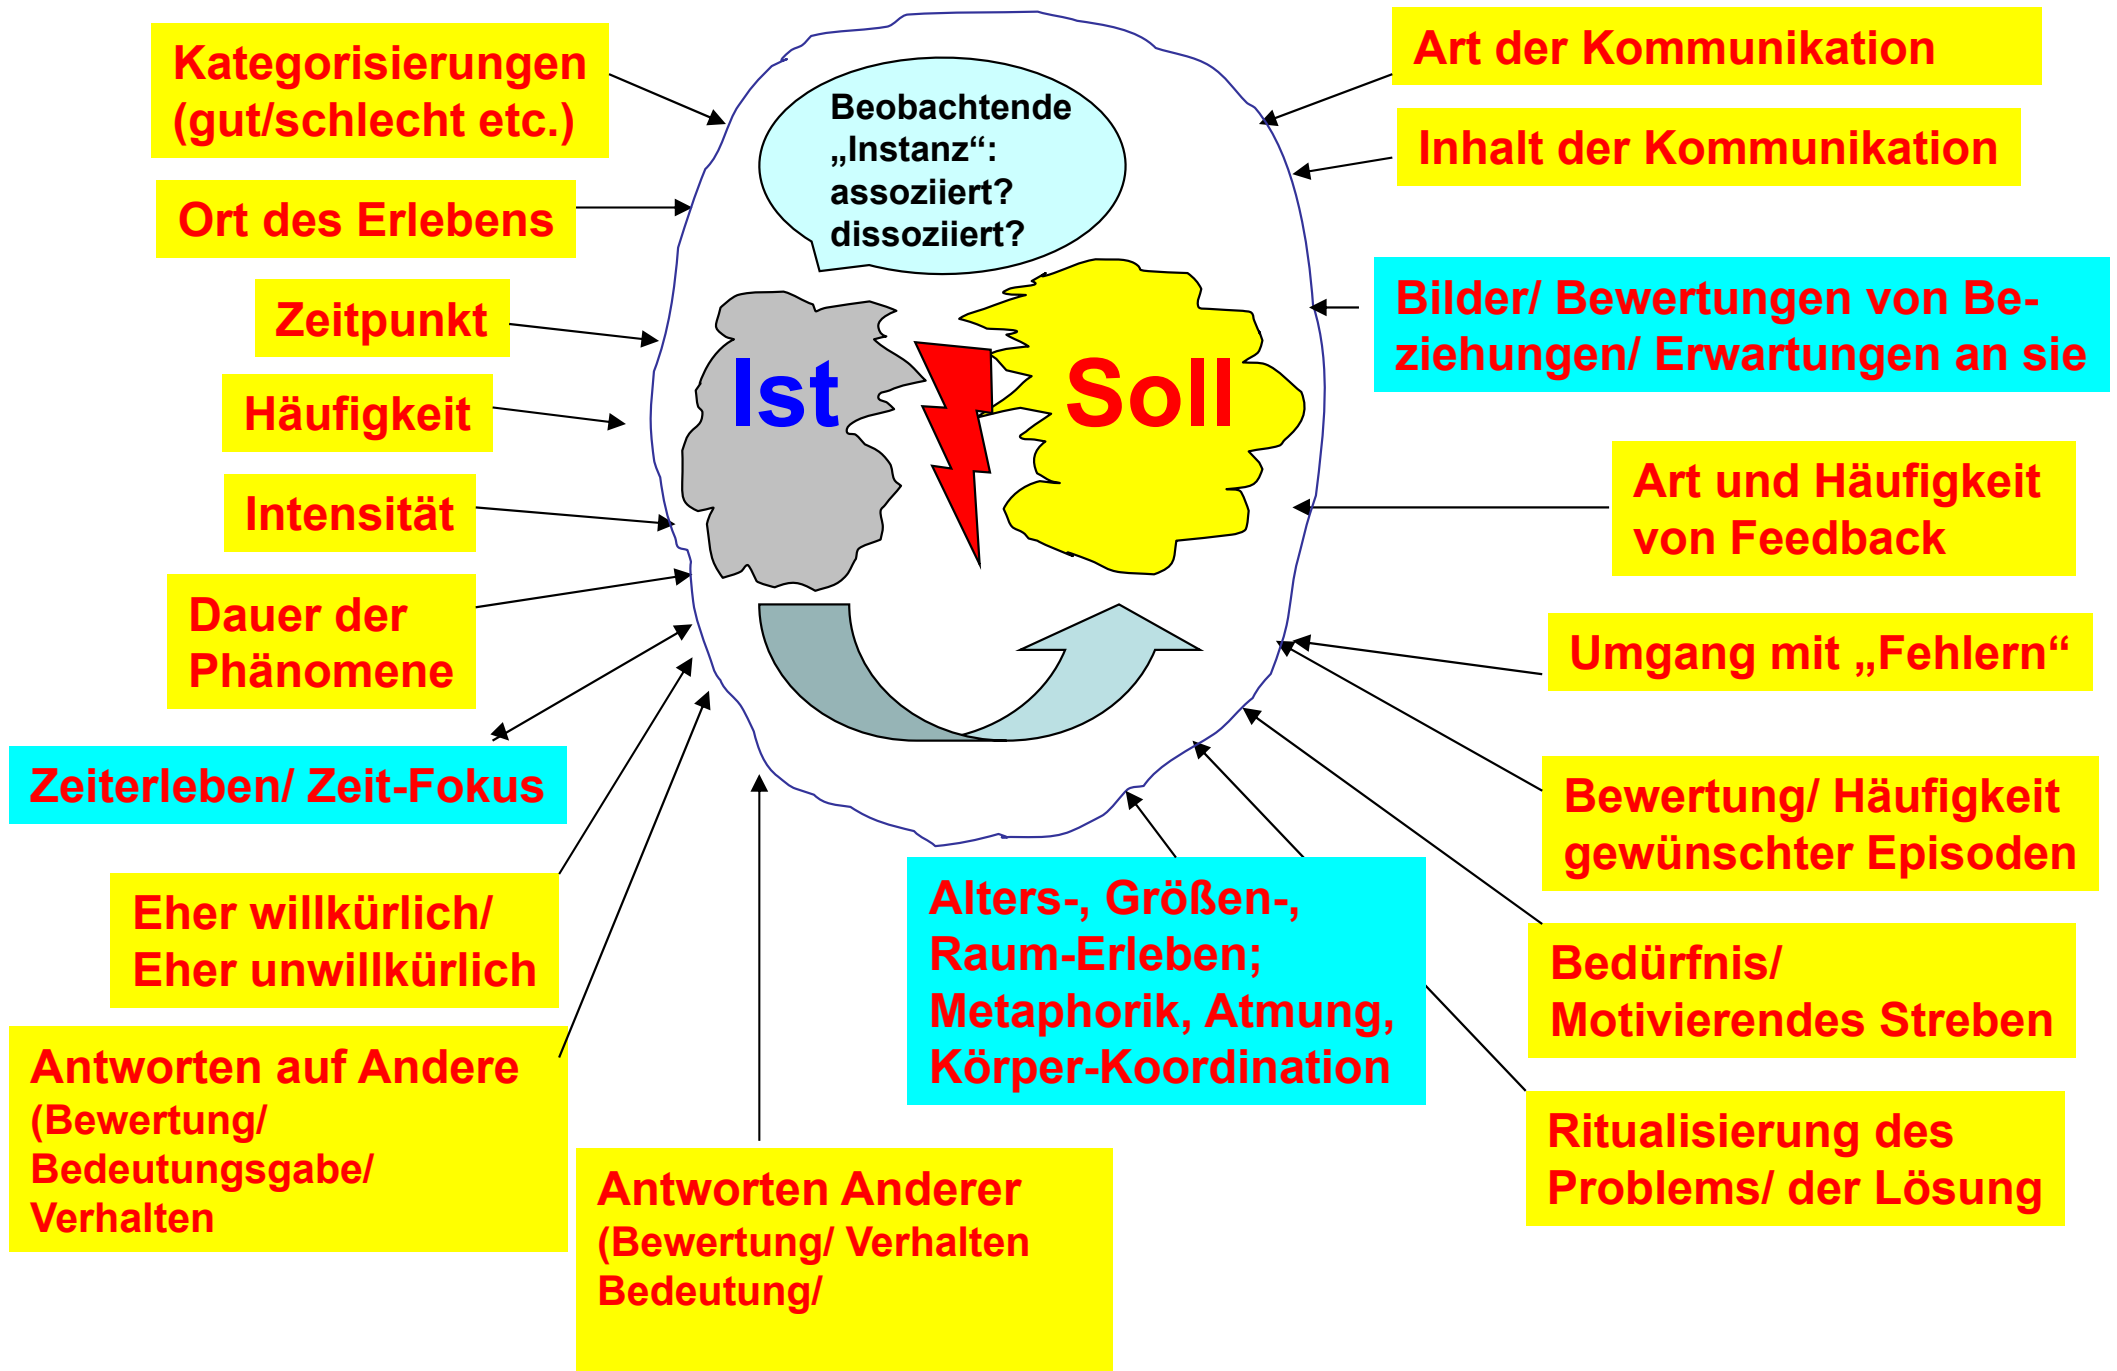 Kategorisierungen
(gut/schlecht etc.)
Ort des Erlebens
Zeitpunkt
Häufigkeit
Intensität
Dauer der
Phänomene
Zeiterleben/ Zeit-Fokus
Eher willkürlich/
Eher unwillkürlich
Antworten auf Andere
(Bewertung/
Bedeutungsgabe/
Verhalten
Beobachtende
„Instanz“:
assoziiert?
dissoziiert?
Ist
Soll
Antworten Anderer
(Bewertung/ Verhalten
Bedeutung/
Alters-, Größen-,
Raum-Erleben;
Metaphorik, Atmung,
Körper-Koordination
Art der Kommunikation
Inhalt der Kommunikation
Bilder/ Bewertungen von Be-
ziehungen/ Erwartungen an sie
Art und Häufigkeit
von Feedback
Umgang mit „Fehlern“
Bewertung/ Häufigkeit
gewünschter Episoden
Bedürfnis/
Motivierendes Streben
Ritualisierung des
Problems/ der Lösung